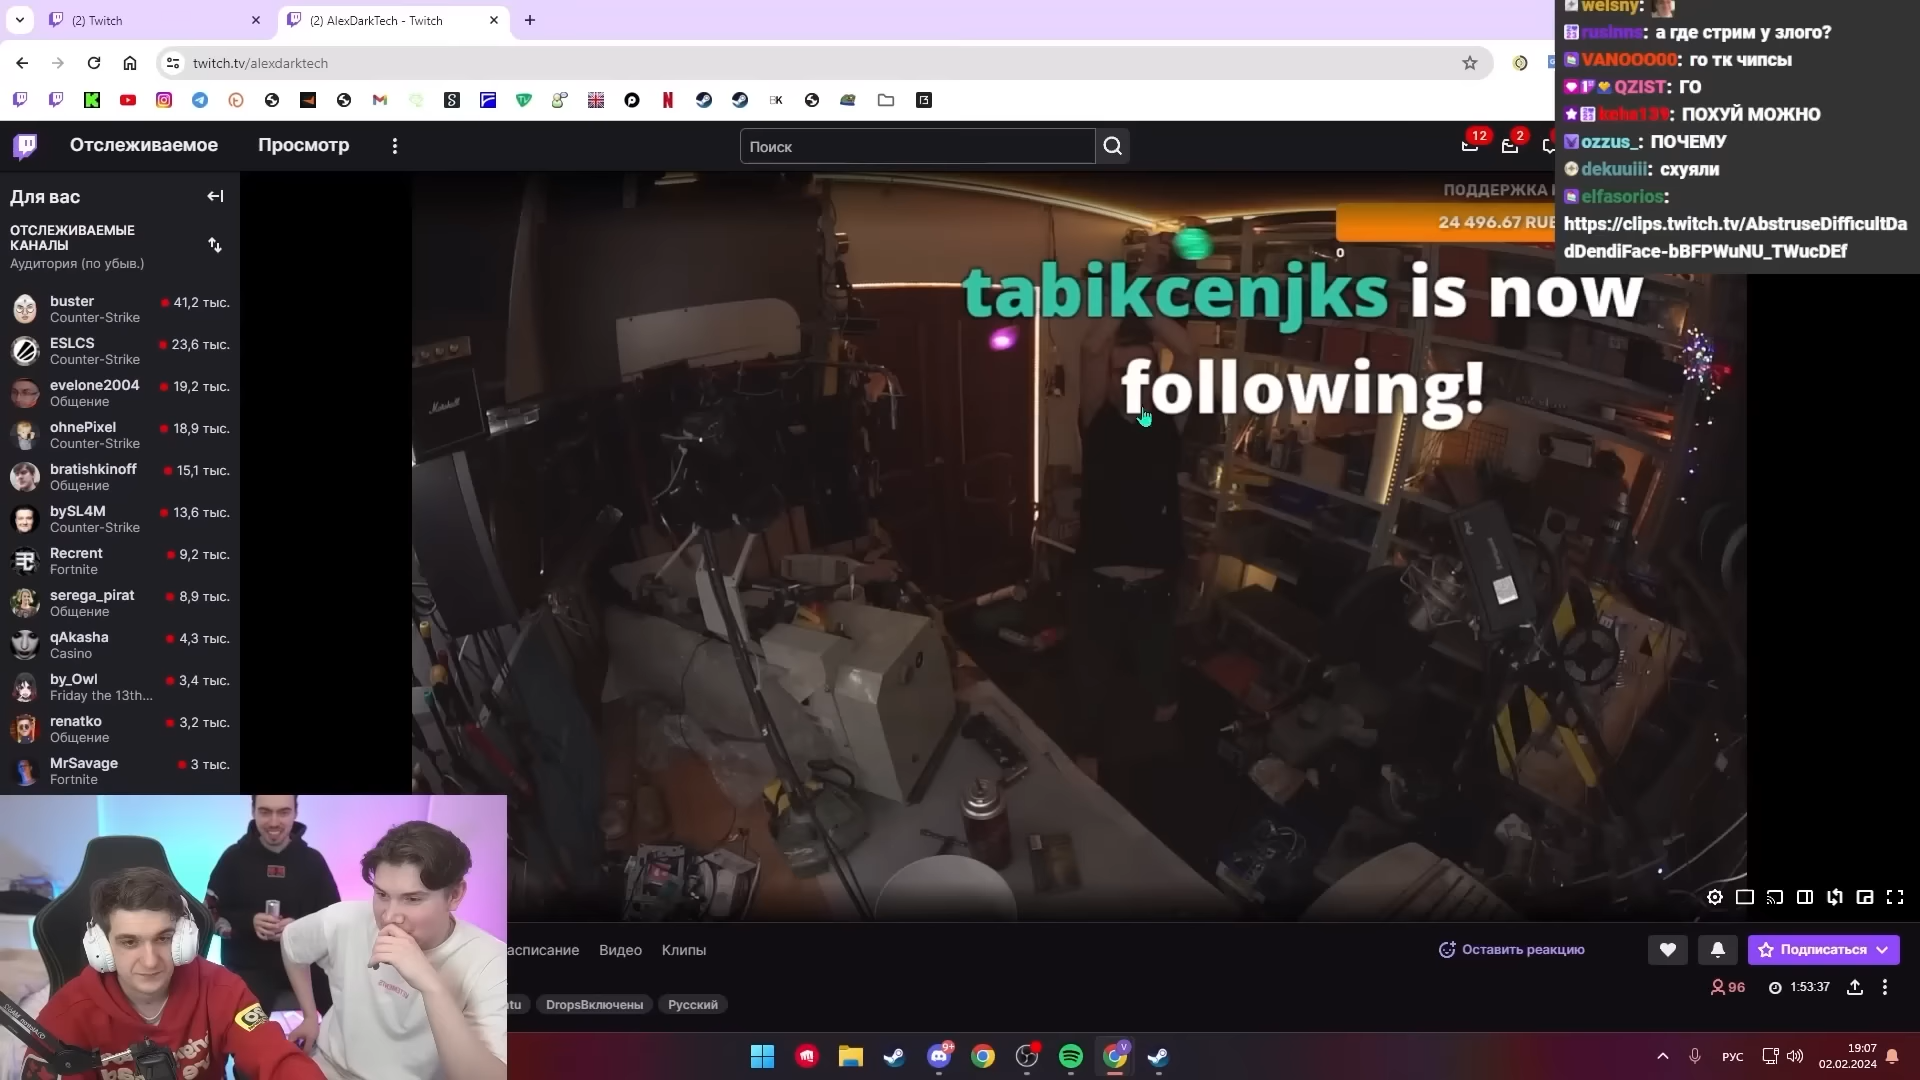 (2) Twitch
(2) AlexDarkTech - Twitch
twitch.tv/alexdarktech
Отслеживаемое
Просмотр
Поиск
12
2
Для вас
ОТСЛЕЖИВАЕМЫЕ
КАНАЛЫ
Аудитория (по убыв.)
buster
41,2 тыс.
Counter-Strike
ESLCS
23,6 тыс.
Counter-Strike
evelone2004
19,2 тыс.
Общение
ohnePixel
18,9 тыс.
Counter-Strike
bratishkinoff
15,1 тыс.
Общение
bySL4M
13,6 тыс.
Counter-Strike
Recrent
9,2 тыс.
Fortnite
serega_pirat
8,9 тыс.
Общение
qAkasha
4,3 тыс.
Casino
by_Owl
3,4 тыс.
Friday the 13th...
renatko
3,2 тыс.
Общение
MrSavage
3 тыс.
Fortnite
ПОДДЕРЖКА
24 496.67 RUB
0
tabikcenjks is now
following!
Marshall
welsny:
rusinns: а где стрим у злого?
VANOOO00: го тк чипсы
QZIST: ГО
ПОХУЙ МОЖНО
ozzus_: ПОЧЕМУ
dekuuiii: схуяли
elfasorios:
https://clips.twitch.tv/AbstruseDifficultDa
dDendiFace-bBFPWuNU_TWucDEf
асписание
Видео
Клипы
Оставить реакцию
Подписаться
96
1:53:37
tu
DropsВключены
Русский
9+
V
РУС
19:07
02.02.2024